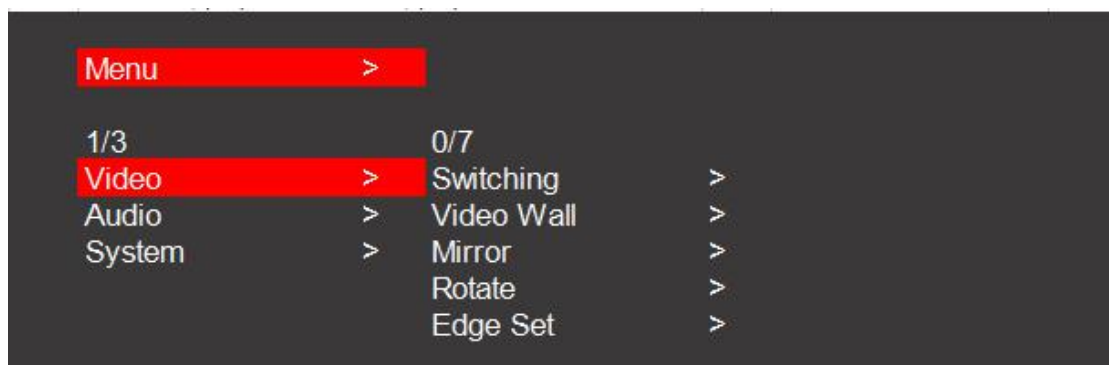 Menu >
1/3 0/7
Video > Switching >
Audio > Video Wall >
System > Mirror >
Rotate >
Edge Set >